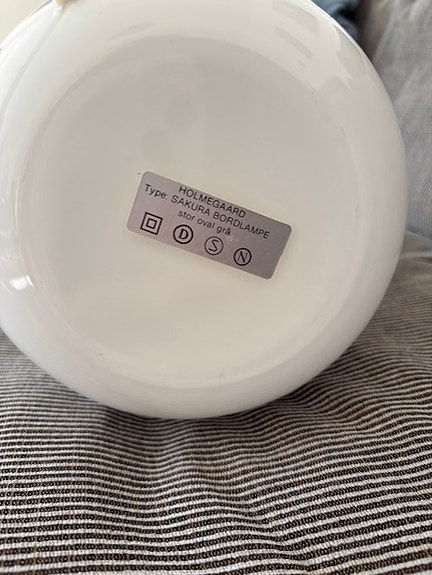 HOLMEGAARD
Type: SAKURA BORDLAMPE
stor oval grå
D S N